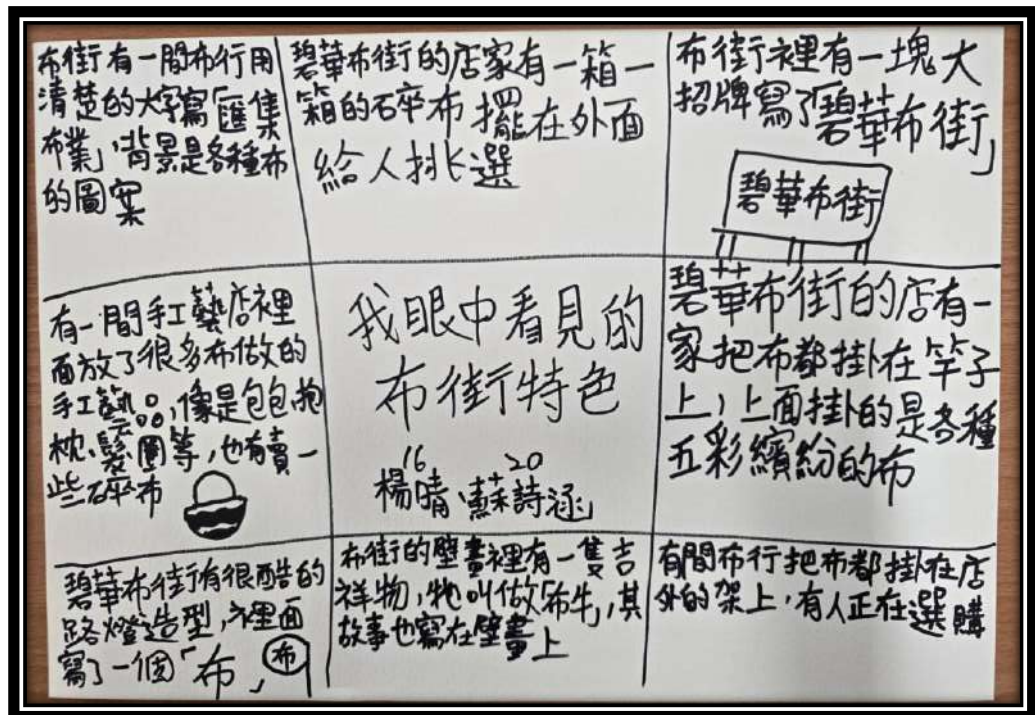 布街有一間布行用
清楚的大字寫「匯集
布業」,背景是各種布
的圖案
碧華布街的店家有一箱一
箱的碎布擺在外面
給人挑選
布街裡有一塊大
招牌寫了「碧華布街」
碧華布街
有一間手工藝店裡
面放了很多布做的
手工藝品,像是包包、抱
枕、髮圈等,也有賣一
些碎布
我眼中看見的
布街特色
16 20
楊晴、蘇詩涵
碧華布街的店有一
家把布都掛在竿子
上,上面掛的是各種
五彩繽紛的布
碧華布街有很酷的
路燈造型,裡面
寫了一個「布」
布
布街的壁畫裡有一隻吉
祥物,牠叫做「布牛」,其
故事也寫在壁畫上
有間布行把布都掛在店
外的架上,有人正在選購